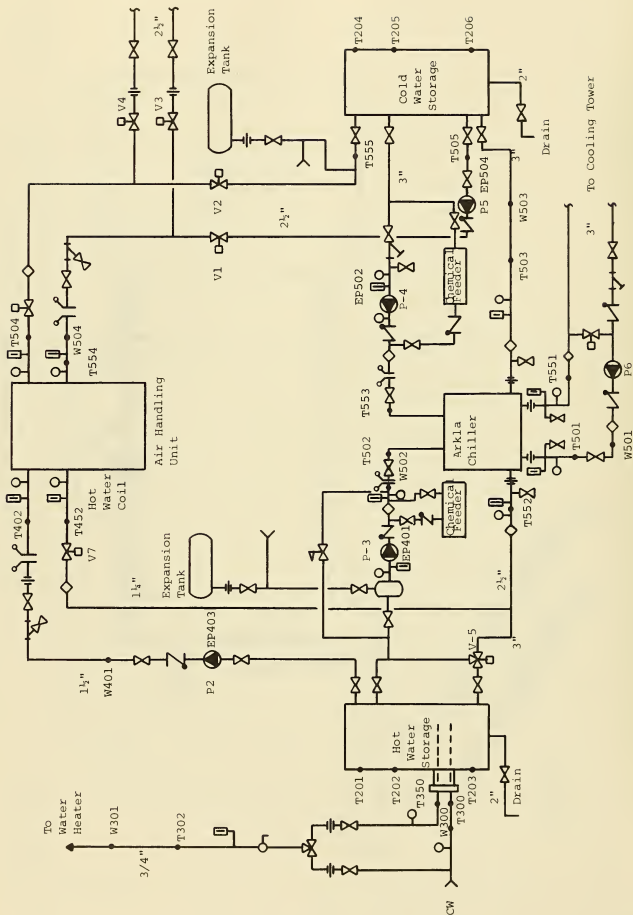 To
Water
Heater
W301
3/4"
T302
CW
W300
T300
T350
T201
T202
T203
Hot
Water
Storage
2"
Drain
1½"
W401
P2
EP403
T402
T452
V7
Hot
Water
Coil
Air Handling
Unit
1¼"
Expansion
Tank
P-3
EP401
W502
T502
Chemical
Feeder
V-5
3"
2½"
T552
Arkla
Chiller
T553
T501
W501
T551
P6
3"
To Cooling Tower
T504
W504
T554
V4
V3
2½"
V2
V1
2½"
Expansion
Tank
EP502
P-4
Chemical
Feeder
P5
EP504
T505
T555
3"
3"
T503
W503
Cold
Water
Storage
T204
T205
T206
2"
Drain